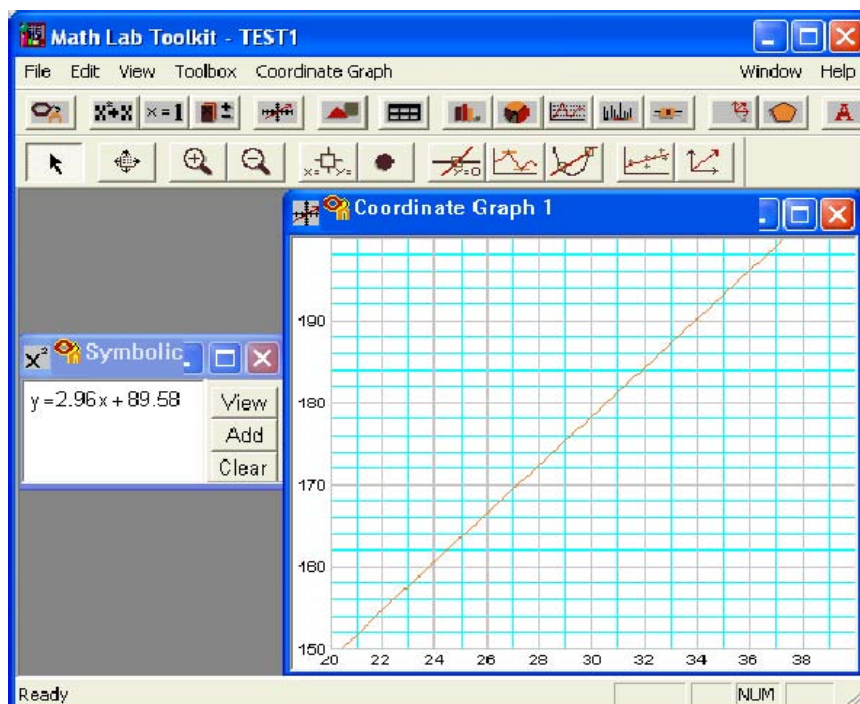 Math Lab Toolkit - TEST1
File Edit View Toolbox Coordinate Graph Window Help
x=1
A
x= y=
y=0
Coordinate Graph 1
190
180
170
160
150
20 22 24 26 28 30 32 34 36 38
x² Symbolic
y=2.96x + 89.58 View
Add
Clear
Ready NUM